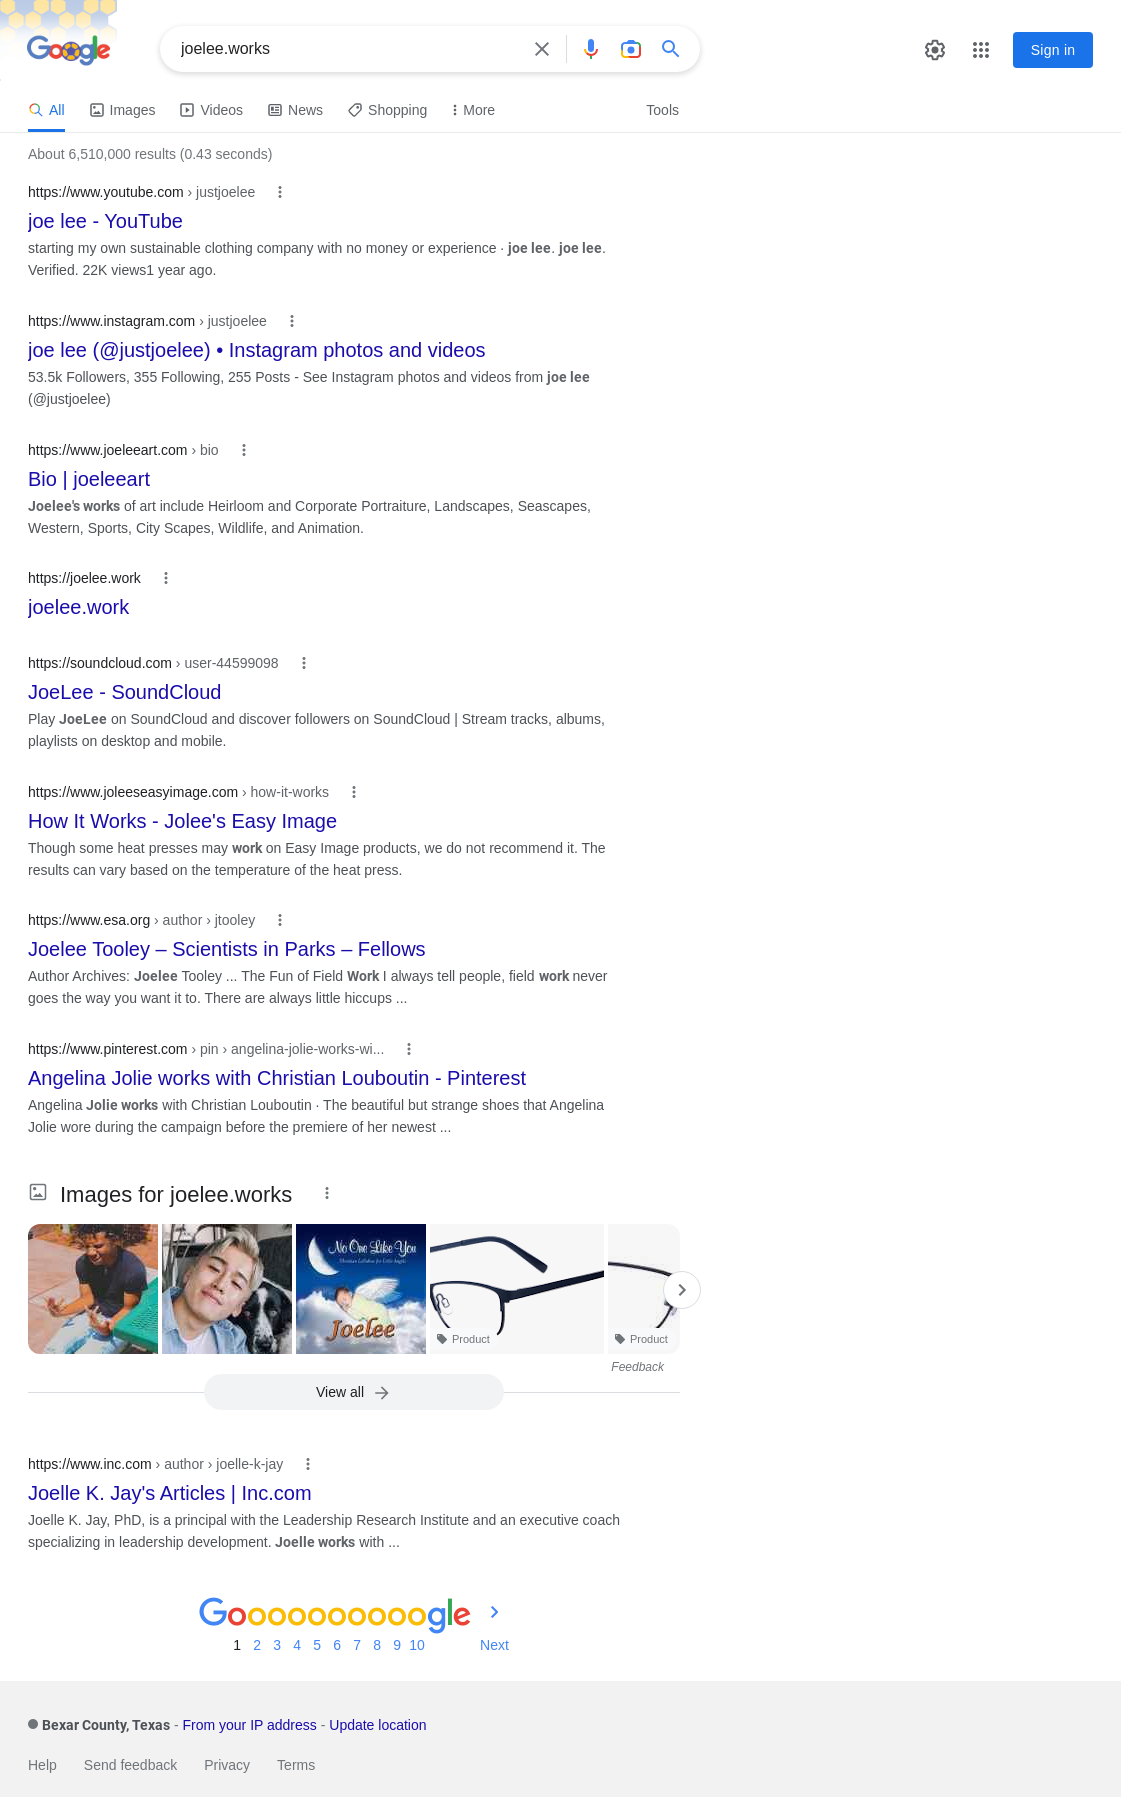 Google
joelee.works
Sign in
All Images Videos News Shopping More Tools
About 6,510,000 results (0.43 seconds)
https://www.youtube.com › justjoelee
joe lee - YouTube
starting my own sustainable clothing company with no money or experience · joe lee. joe lee.
Verified. 22K views1 year ago.
https://www.instagram.com › justjoelee
joe lee (@justjoelee) • Instagram photos and videos
53.5k Followers, 355 Following, 255 Posts - See Instagram photos and videos from joe lee
(@justjoelee)
https://www.joeleeart.com › bio
Bio | joeleeart
Joelee's works of art include Heirloom and Corporate Portraiture, Landscapes, Seascapes,
Western, Sports, City Scapes, Wildlife, and Animation.
https://joelee.work
joelee.work
https://soundcloud.com › user-44599098
JoeLee - SoundCloud
Play JoeLee on SoundCloud and discover followers on SoundCloud | Stream tracks, albums,
playlists on desktop and mobile.
https://www.joleeseasyimage.com › how-it-works
How It Works - Jolee's Easy Image
Though some heat presses may work on Easy Image products, we do not recommend it. The
results can vary based on the temperature of the heat press.
https://www.esa.org › author › jtooley
Joelee Tooley – Scientists in Parks – Fellows
Author Archives: Joelee Tooley ... The Fun of Field Work I always tell people, field work never
goes the way you want it to. There are always little hiccups ...
https://www.pinterest.com › pin › angelina-jolie-works-wi...
Angelina Jolie works with Christian Louboutin - Pinterest
Angelina Jolie works with Christian Louboutin · The beautiful but strange shoes that Angelina
Jolie wore during the campaign before the premiere of her newest ...
Images for joelee.works
No One Like You
Christian Lullabies for Little Angels
Joelee
Product
Product
Feedback
View all
https://www.inc.com › author › joelle-k-jay
Joelle K. Jay's Articles | Inc.com
Joelle K. Jay, PhD, is a principal with the Leadership Research Institute and an executive coach
specializing in leadership development. Joelle works with ...
Goooooooooogle
1 2 3 4 5 6 7 8 9 10 Next
Bexar County, Texas - From your IP address - Update location
Help Send feedback Privacy Terms